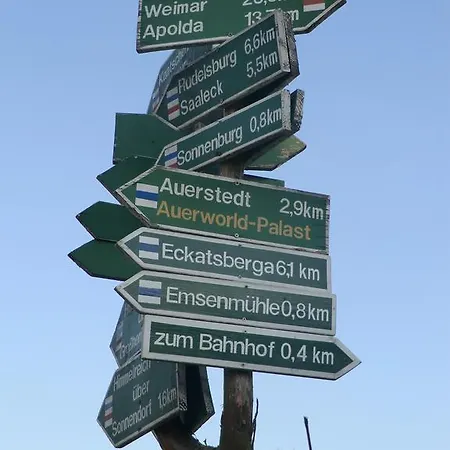 Weimar
Apolda
Rudelsburg 6,6km
Saaleck 5,5km
Sonnenburg 0,8km
Auerstedt 2,9km
Auerworld-Palast
Eckatsberga 6,1 km
Emsenmühle 0,8km
zum Bahnhof 0,4 km
Himmelreich
über
Sonnendorf 1,6km